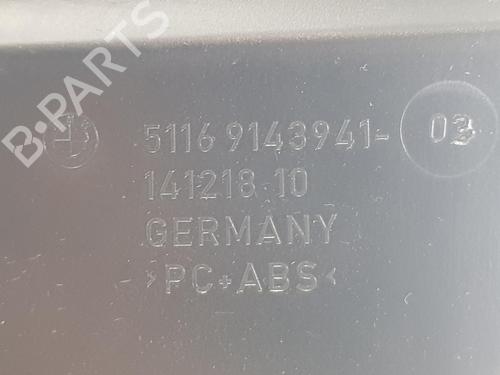 B-PARTS
5116 9143941- 03
141218 10
GERMANY
>PC+ABS<